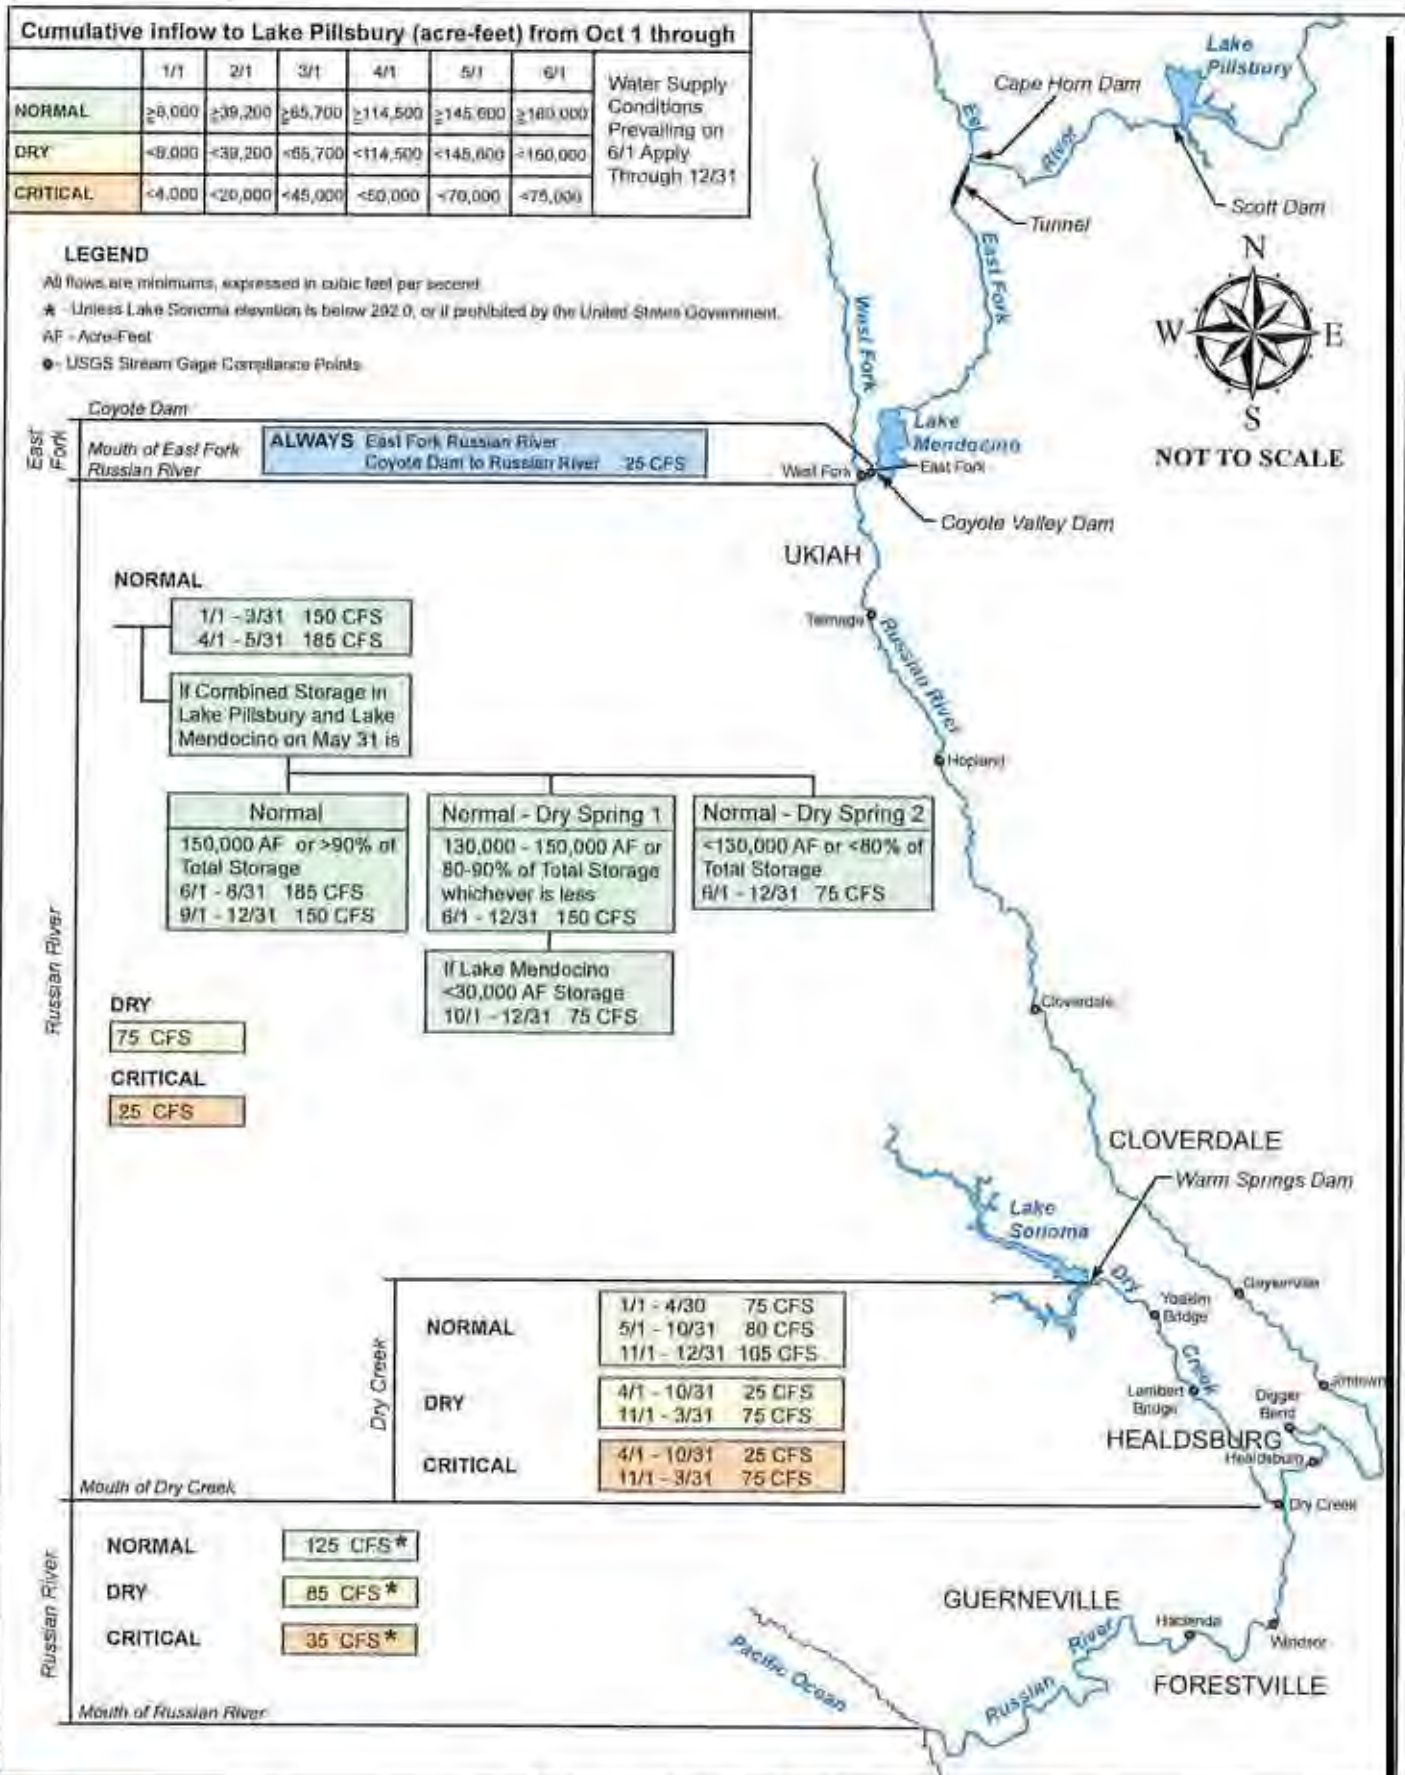 Cumulative inflow to Lake Pillsbury (acre-feet) from Oct 1 through
1/1 2/1 3/1 4/1 5/1 6/1
NORMAL ≥8,000 ≥39,200 ≥65,700 ≥114,500 ≥145,600 ≥160,000
DRY <8,000 <39,200 <65,700 <114,500 <145,600 <160,000
CRITICAL <4,000 <20,000 <45,000 <50,000 <70,000 <75,000
Water Supply
Conditions
Prevailing on
6/1 Apply
Through 12/31
LEGEND
All flows are minimums, expressed in cubic feet per second
* - Unless Lake Sonoma elevation is below 292.0, or if prohibited by the United States Government.
AF - Acre-Feet
- USGS Stream Gage Compliance Points
Lake
Pillsbury
Cape Horn Dam
Eel
River
Scott Dam
Tunnel
East Fork
West Fork
N
W E
S
NOT TO SCALE
Coyote Dam
East
Fork
Mouth of East Fork
Russian River
ALWAYS East Fork Russian River
Coyote Dam to Russian River 25 CFS
Lake
Mendocino
West Fork
East Fork
Coyote Valley Dam
UKIAH
Talmage
Russian River
Hopland
Cloverdale
NORMAL
1/1 - 3/31 150 CFS
4/1 - 5/31 185 CFS
If Combined Storage in
Lake Pillsbury and Lake
Mendocino on May 31 is
Normal
150,000 AF or >90% of
Total Storage
6/1 - 8/31 185 CFS
9/1 - 12/31 150 CFS
Normal - Dry Spring 1
130,000 - 150,000 AF or
80-90% of Total Storage
whichever is less
6/1 - 12/31 150 CFS
If Lake Mendocino
<30,000 AF Storage
10/1 - 12/31 75 CFS
Normal - Dry Spring 2
<130,000 AF or <80% of
Total Storage
6/1 - 12/31 75 CFS
Russian River
DRY
75 CFS
CRITICAL
25 CFS
CLOVERDALE
Warm Springs Dam
Lake
Sonoma
Dry
Creek
Geyserville
Yoakim
Bridge
Lambert
Bridge
Jimtown
Digger
Bend
HEALDSBURG
Healdsburg
Dry Creek
Dry Creek
NORMAL
1/1 - 4/30 75 CFS
5/1 - 10/31 80 CFS
11/1 - 12/31 105 CFS
DRY
4/1 - 10/31 25 CFS
11/1 - 3/31 75 CFS
CRITICAL
4/1 - 10/31 25 CFS
11/1 - 3/31 75 CFS
Mouth of Dry Creek
Russian River
NORMAL 125 CFS*
DRY 85 CFS*
CRITICAL 35 CFS*
Mouth of Russian River
GUERNEVILLE
Hacienda
Windsor
FORESTVILLE
Russian
River
Pacific Ocean